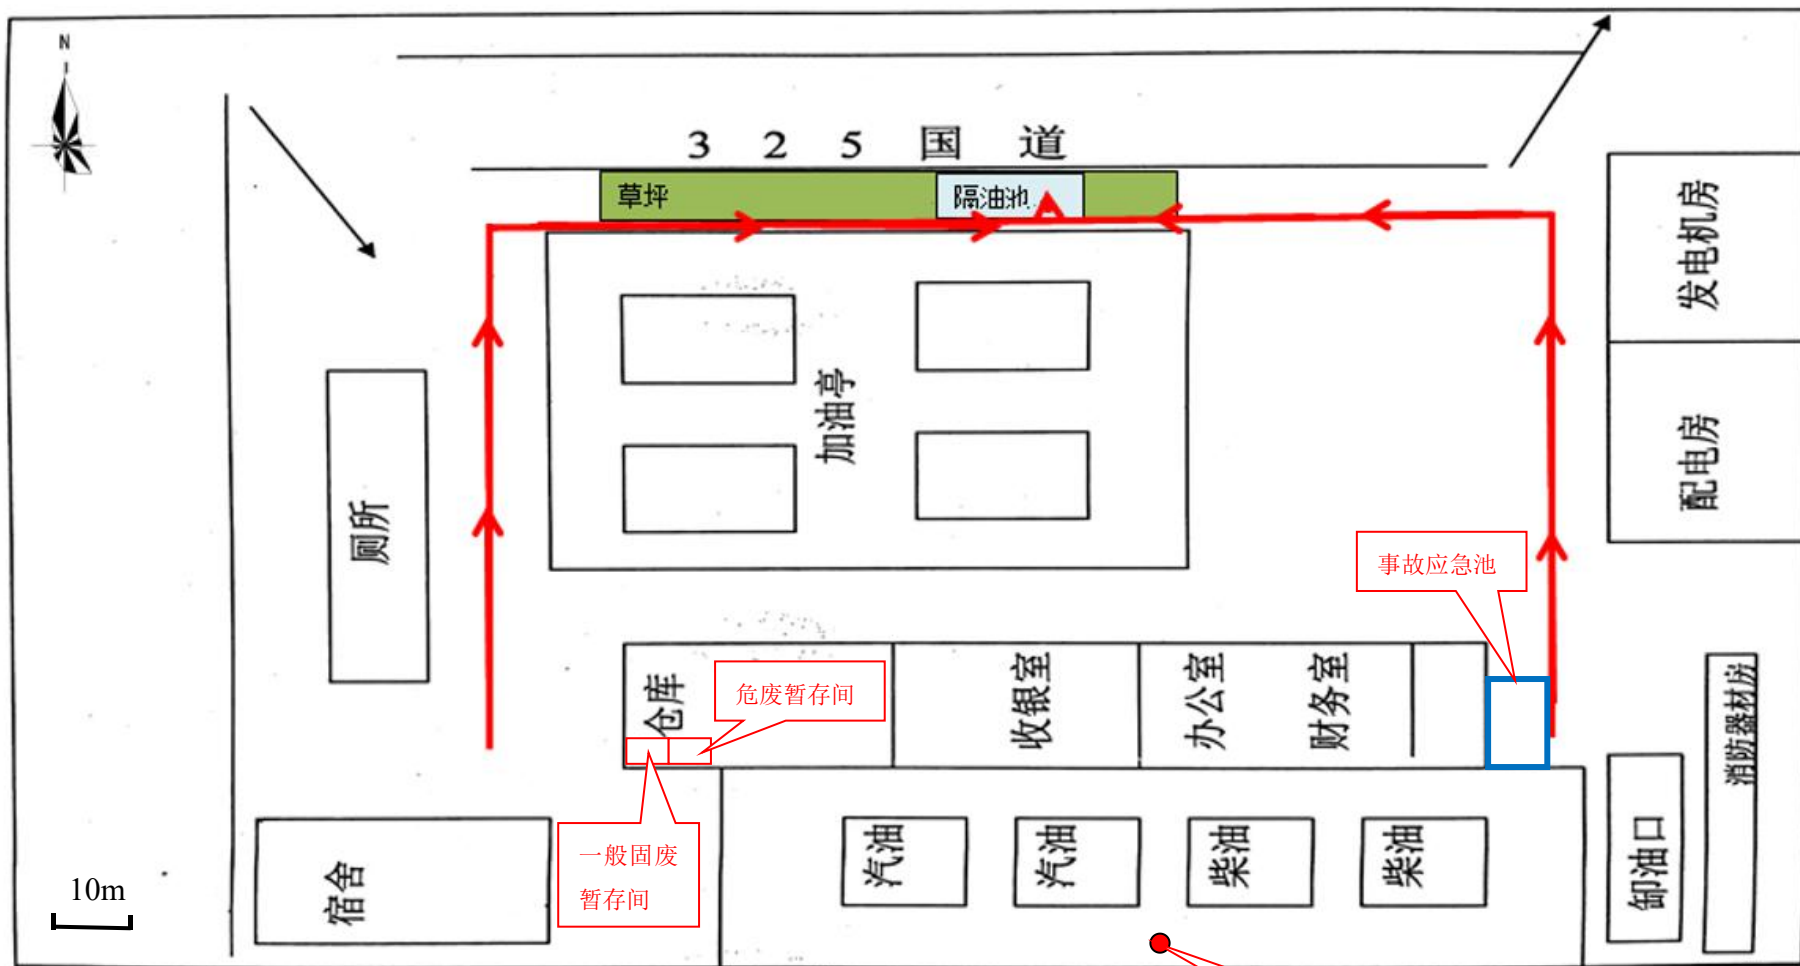 N
325国道
草坪
隔油池
发电机房
加油亭
配电房
厕所
事故应急池
仓库
危废暂存间
收银室
办公室
财务室
消防器材房
一般固废
暂存间
宿舍
汽油
汽油
柴油
柴油
卸油口
10m